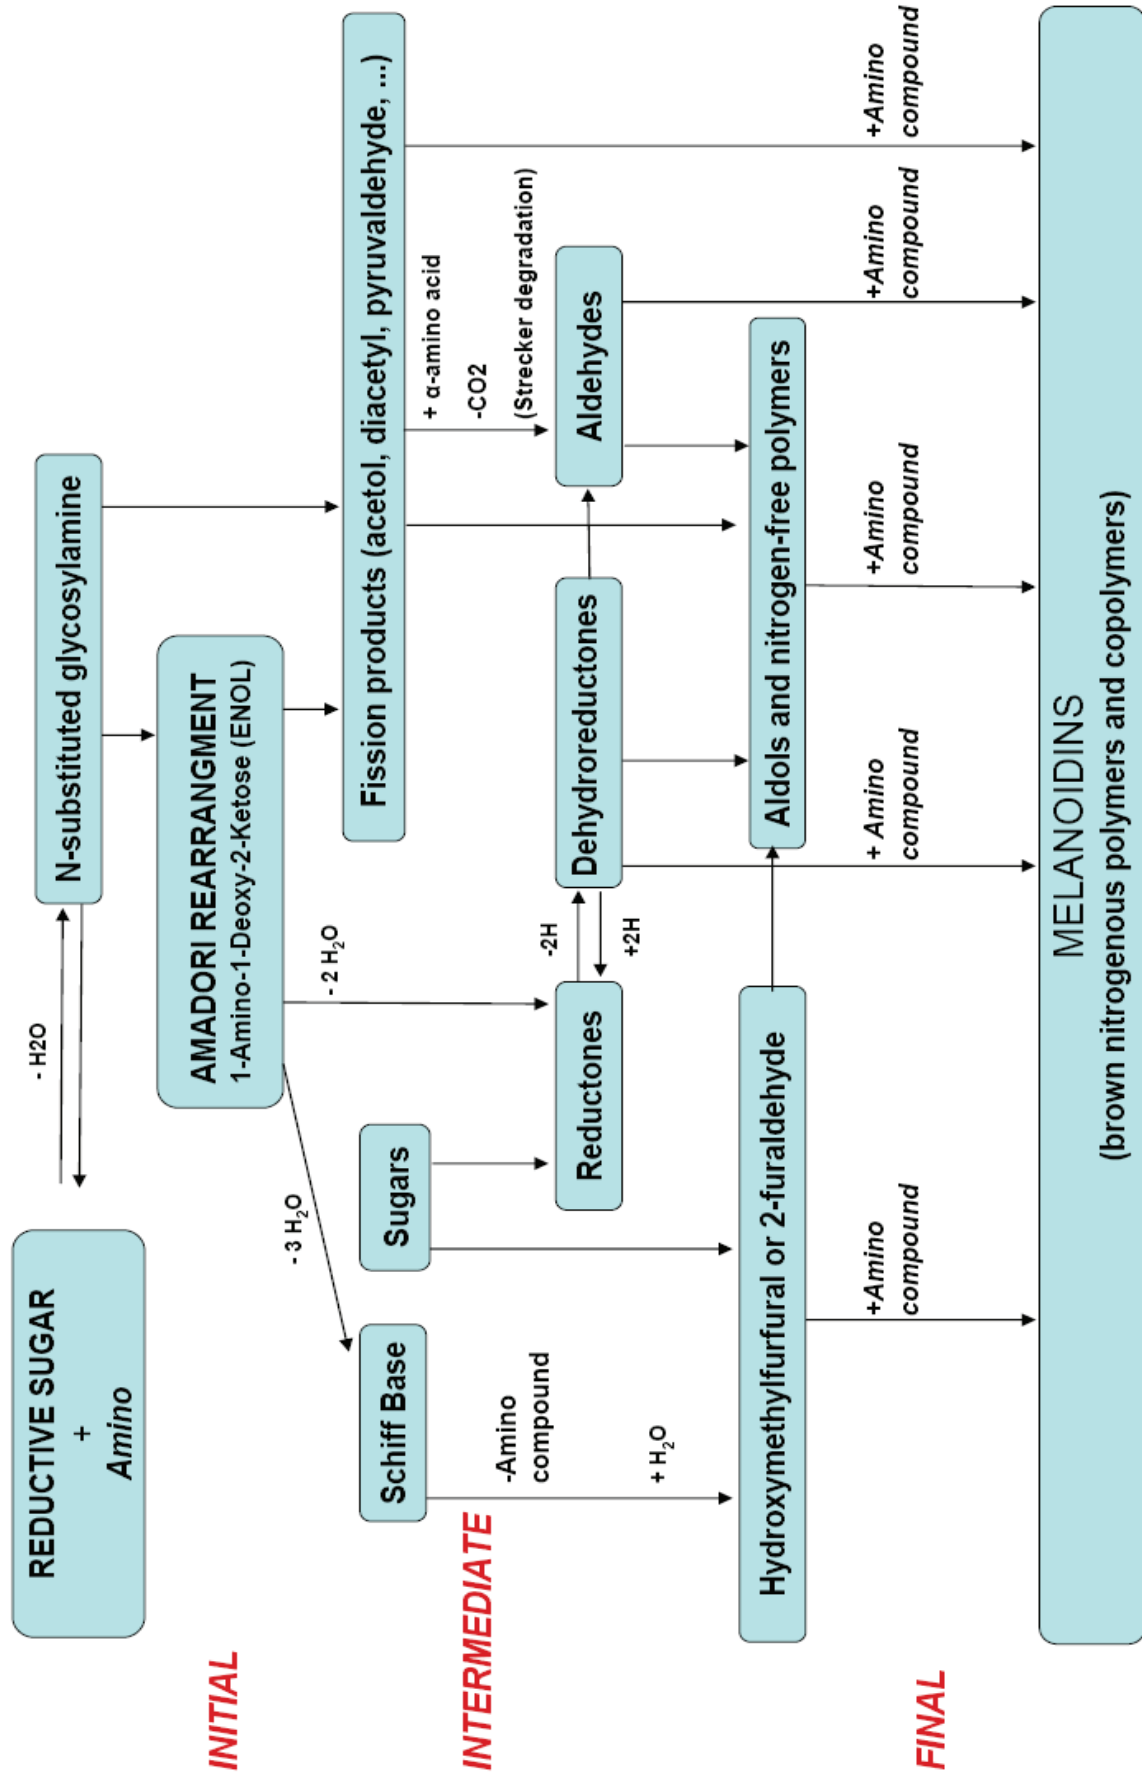 REDUCTIVE SUGAR
+
Amino
- H2O
N-substituted glycosylamine
INITIAL
AMADORI REARRANGMENT
1-Amino-1-Deoxy-2-Ketose (ENOL)
- 3 H₂O
- 2 H₂O
Schiff Base
Sugars
Fission products (acetol, diacetyl, pyruvaldehyde, ...)
INTERMEDIATE
-Amino
compound
+ H₂O
+ α-amino acid
-CO2
(Strecker degradation)
Reductones
-2H
+2H
Dehydroreductones
Aldehydes
Hydroxymethylfurfural or 2-furaldehyde
Aldols and nitrogen-free polymers
FINAL
+Amino
compound
+ Amino
compound
+Amino
compound
+Amino
compound
+Amino
compound
MELANOIDINS
(brown nitrogenous polymers and copolymers)